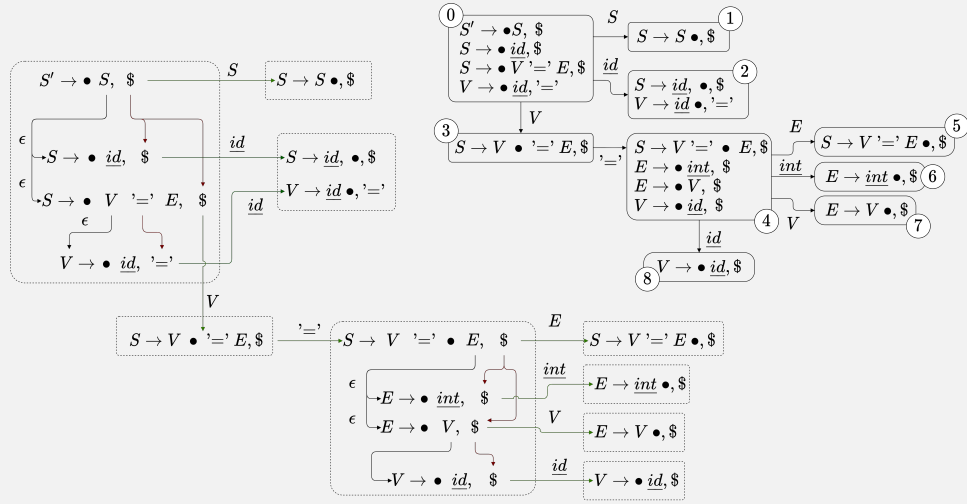 0
S′ → ●S, $
S → ● id,$
S → ● V '=' E,$
V → ● id,'='
S
1
S → S ●,$
id
2
S → id, ●,$
V → id ●,'='
V
3
S → V ● '=' E,$
'='
S → V '=' ● E,$
E → ● int, $
E → ● V, $
V → ● id, $
4
E
5
S → V '=' E ●,$
int
E → int ●,$
6
V
E → V ●,$
7
id
8
V → ● id,$
S′ → ● S, $
S
S → S ●,$
ϵ
S → ● id, $
id
S → id, ●,$
ϵ
S → ● V '=' E, $
id
V → id ●,'='
ϵ
V → ● id, '='
V
S → V ● '=' E,$
'='
S → V '=' ● E, $
E
S → V '=' E ●,$
ϵ
E → ● int, $
int
E → int ●,$
ϵ
E → ● V, $
V
E → V ●,$
V → ● id, $
id
V → ● id,$